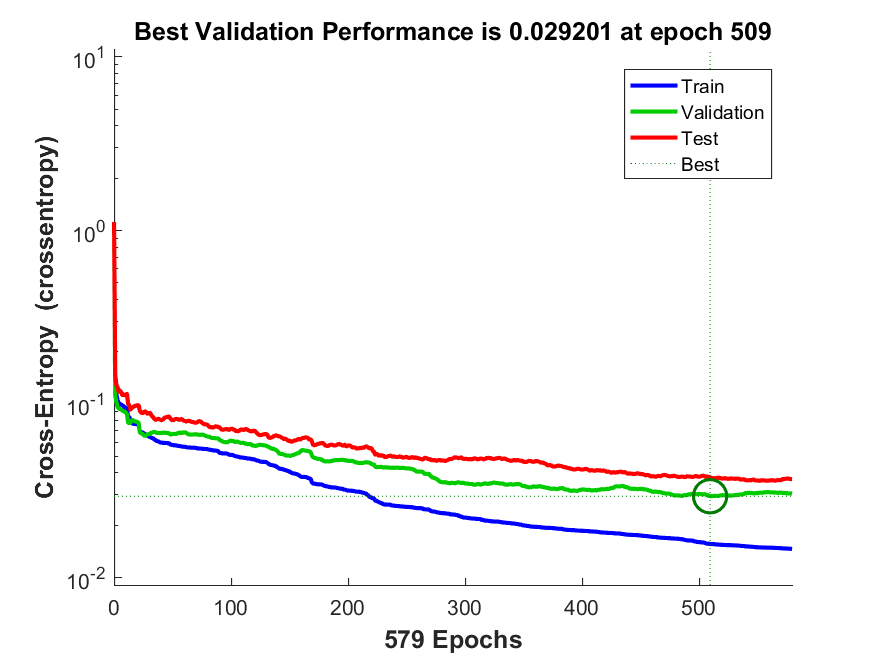 Best Validation Performance is 0.029201 at epoch 509
Cross-Entropy (crossentropy)
10^1
10^0
10^-1
10^-2
Train
Validation
Test
Best
0 100 200 300 400 500
579 Epochs